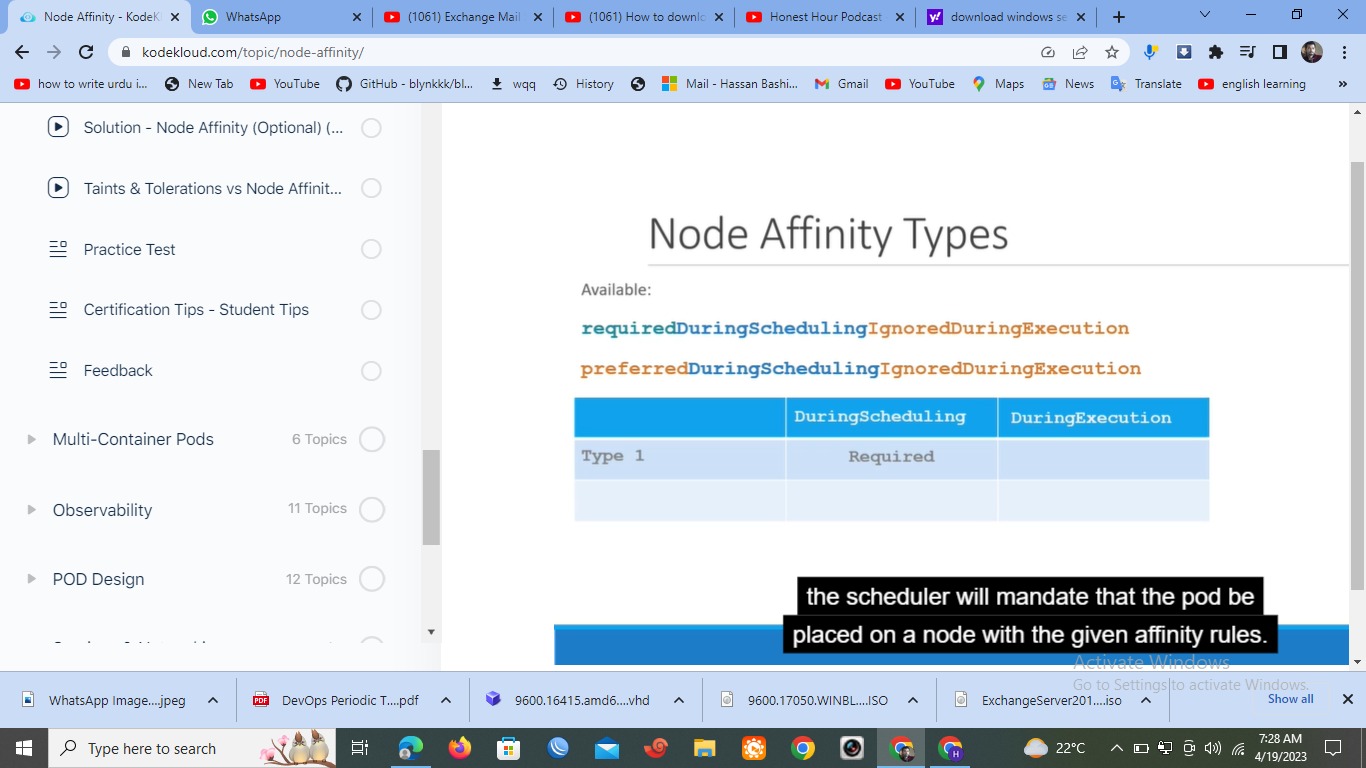 Node Affinity - KodeK
WhatsApp
(1061) Exchange Mail
(1061) How to downlo
Honest Hour Podcast
download windows se
kodekloud.com/topic/node-affinity/
how to write urdu i...
New Tab
YouTube
GitHub - blynkkk/bl...
wqq
History
Mail - Hassan Bashi...
Gmail
YouTube
Maps
News
Translate
english learning
»
Solution - Node Affinity (Optional) (...
Taints & Tolerations vs Node Affinit...
Practice Test
Certification Tips - Student Tips
Feedback
Multi-Container Pods 6 Topics
Observability 11 Topics
POD Design 12 Topics
Node Affinity Types
Available:
requiredDuringSchedulingIgnoredDuringExecution
preferredDuringSchedulingIgnoredDuringExecution
DuringScheduling DuringExecution
Type 1 Required
the scheduler will mandate that the pod be
placed on a node with the given affinity rules.
Activate Windows
Go to Settings to activate Windows.
WhatsApp Image....jpeg
DevOps Periodic T....pdf
9600.16415.amd6....vhd
9600.17050.WINBL....ISO
ExchangeServer201....iso
Show all
Type here to search
22°C
7:28 AM
4/19/2023